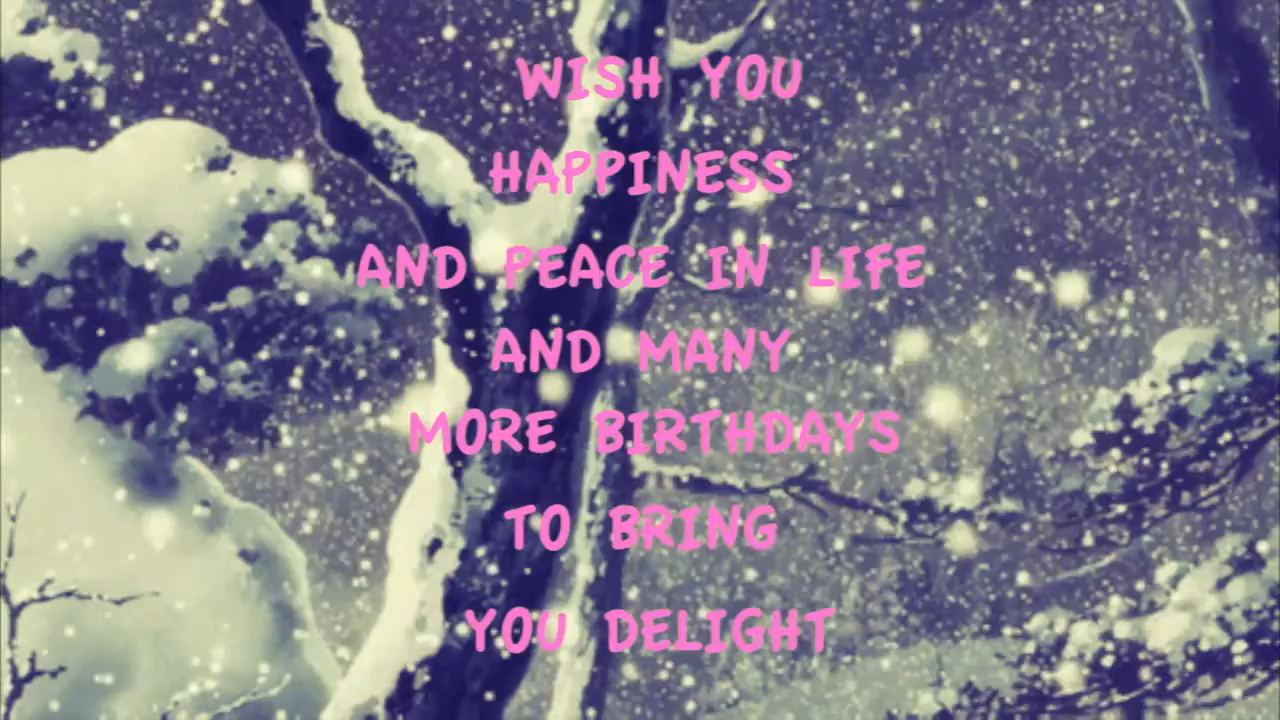 WISH YOU
HAPPINESS
AND PEACE IN LIFE
AND MANY
MORE BIRTHDAYS
TO BRING
YOU DELIGHT